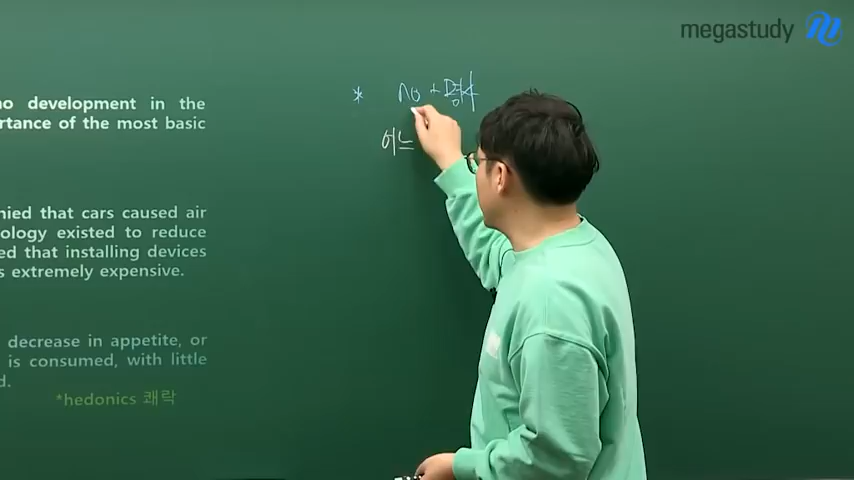 megastudy
no development in the
rtance of the most basic
nied that cars caused air
ology existed to reduce
ed that installing devices
s extremely expensive.
decrease in appetite, or
is consumed, with little
d.
*hedonics 쾌락
* no + 명사
어느